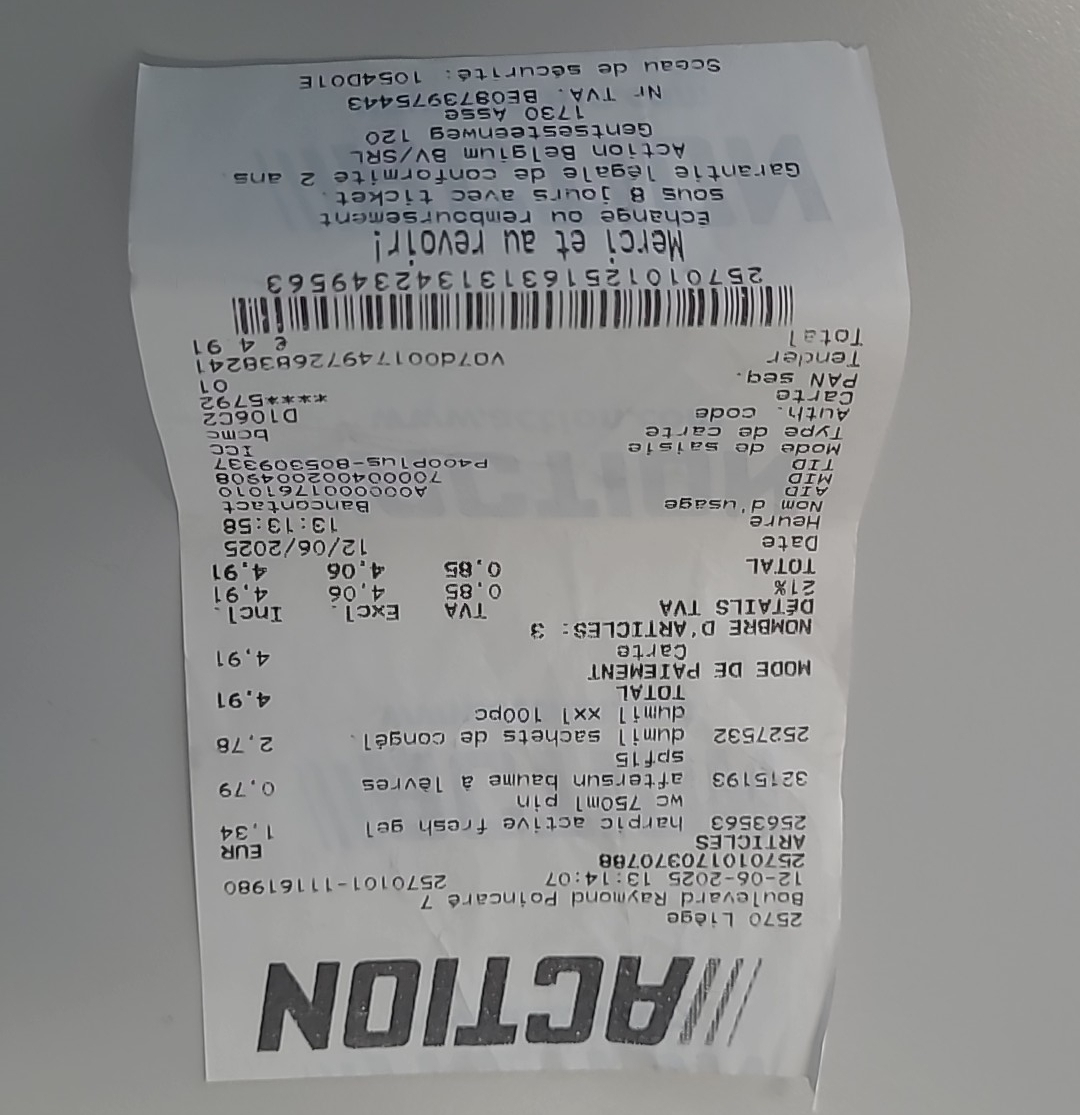 ACTION
2570 Liège
Boulevard Raymond Poincaré 7
12-06-2025 13:14:07 2570101-11161980
257010170370788
ARTICLES EUR
2563563 harpic active fresh gel 1,34
wc 750ml pin
3215193 aftersun baume à lèvres 0,79
spf15
2527532 dumil sachets de congél. 2,78
dumil xxl 100pc
TOTAL 4,91
MODE DE PAIEMENT
Carte 4,91
NOMBRE D'ARTICLES: 3
DÉTAILS TVA TVA Excl. Incl.
21% 0,85 4,06 4,91
TOTAL 0,85 4,06 4,91
Date 12/06/2025
Heure 13:13:58
Nom d'usage Bancontact
AID A0000001761010
MID 700004002004908
TID P400Plus-805309337
Mode de saisie ICC
Type de carte bcmc
Auth. code D106C2
Carte ****5792
PAN seq. 01
Tender V07d001749726838241
Total € 4 91
2570101251631313423495​63
Merci et au revoir!
Echange ou remboursement
sous 8 jours avec ticket.
Garantie légale de conformité 2 ans.
Action Belgium BV/SRL
Gentsesteenweg 120
1730 Asse
Nr TVA. BE0873975443
Sceau de sécurité: 1054D01E